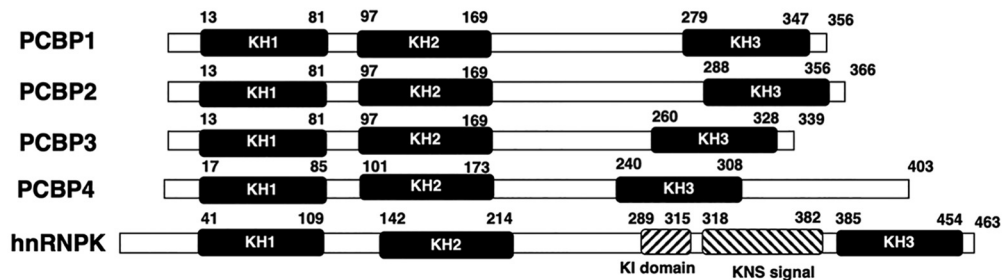 13 81 97 169 279 347 356
PCBP1 KH1 KH2 KH3
13 81 97 169 288 356 366
PCBP2 KH1 KH2 KH3
13 81 97 169 260 328 339
PCBP3 KH1 KH2 KH3
17 85 101 173 240 308 403
PCBP4 KH1 KH2 KH3
41 109 142 214 289 315 318 382 385 454 463
hnRNPK KH1 KH2 KH3
KI domain KNS signal